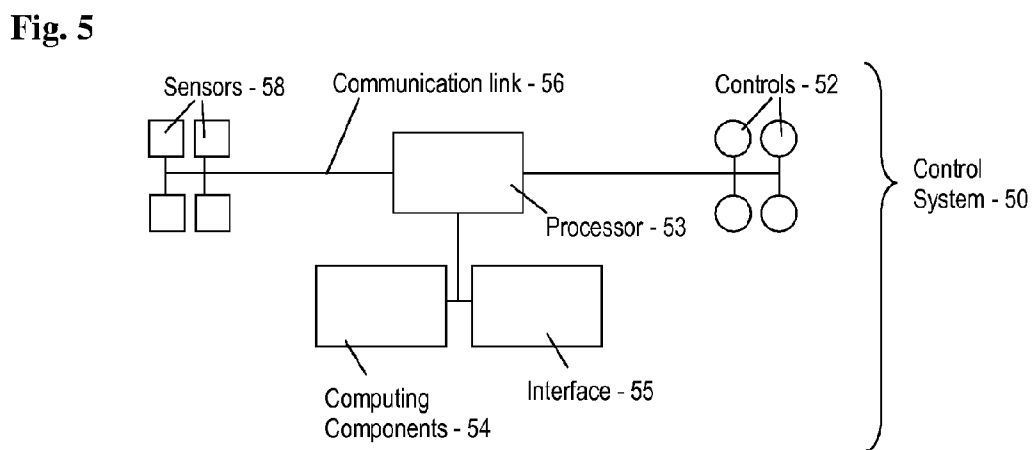 Fig. 5
Sensors - 58
Communication link - 56
Controls - 52
Control
System - 50
Processor - 53
Interface - 55
Computing
Components - 54